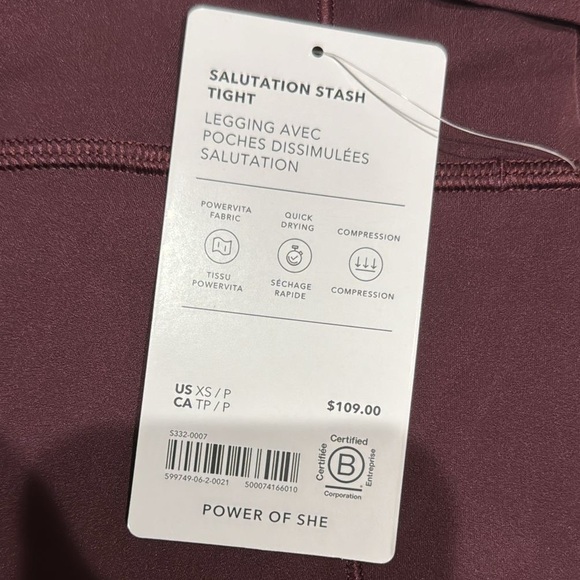 SALUTATION STASH
TIGHT
LEGGING AVEC
POCHES DISSIMULÉES
SALUTATION
POWERVITA
FABRIC
TISSU
POWERVITA
QUICK
DRYING
SÉCHAGE
RAPIDE
COMPRESSION
COMPRESSION
US XS / P
CA TP / P
$109.00
S332-0007
599749-06-2-0021 500074166010
Certified
Certifiée
B
Entreprise
Corporation
POWER OF SHE